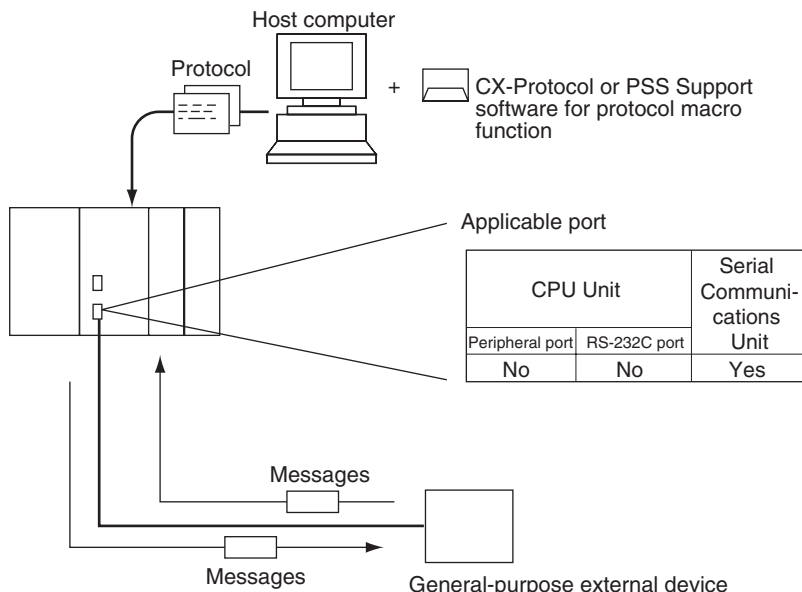 Host computer
Protocol
+
CX-Protocol or PSS Support
software for protocol macro
function
Applicable port
CPU Unit
Serial
Communi-
cations
Unit
Peripheral port
RS-232C port
No
No
Yes
Messages
Messages
General-purpose external device